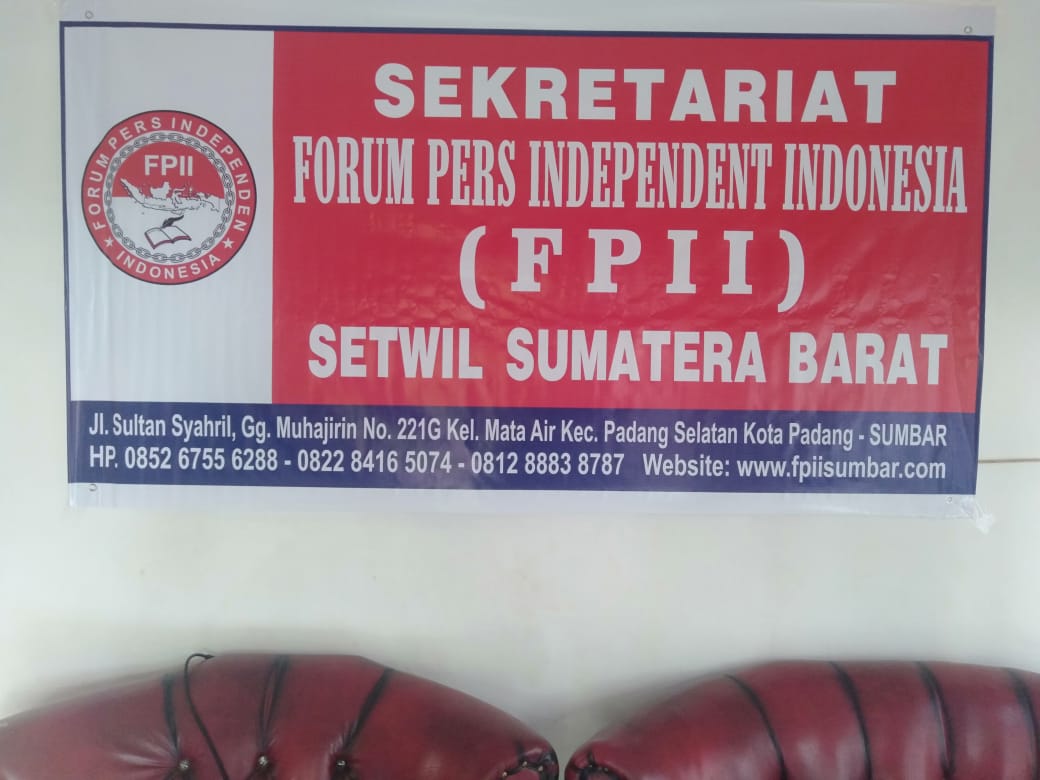 FORUM PERS INDEPENDEN
FPII
INDONESIA
SEKRETARIAT
FORUM PERS INDEPENDENT INDONESIA
( F P I I )
SETWIL SUMATERA BARAT
Jl. Sultan Syahril, Gg. Muhajirin No. 221G Kel. Mata Air Kec. Padang Selatan Kota Padang - SUMBAR
HP. 0852 6755 6288 - 0822 8416 5074 - 0812 8883 8787 Website: www.fpiisumbar.com